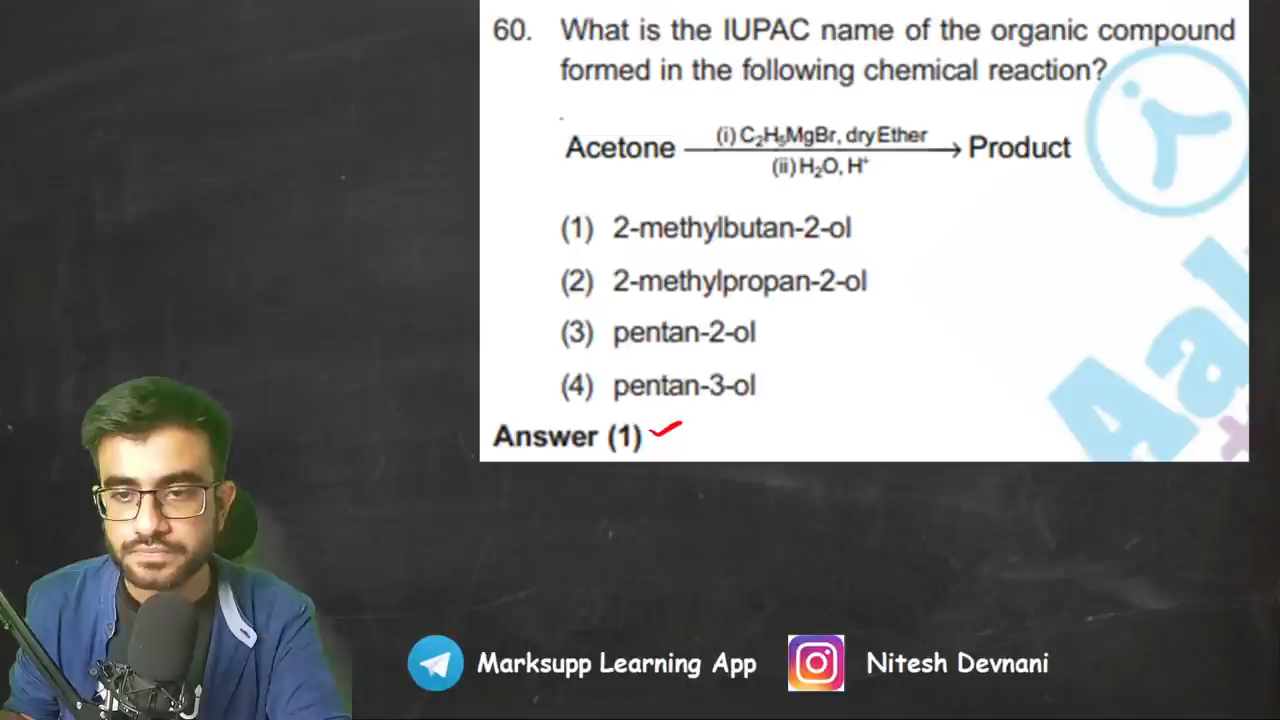 60. What is the IUPAC name of the organic compound
formed in the following chemical reaction?
(i) C₂H₅MgBr, dry Ether
Acetone ⟶ Product
(ii) H₂O, H⁺
(1) 2-methylbutan-2-ol
(2) 2-methylpropan-2-ol
(3) pentan-2-ol
(4) pentan-3-ol
Answer (1)
Aa
Marksupp Learning App
Nitesh Devnani